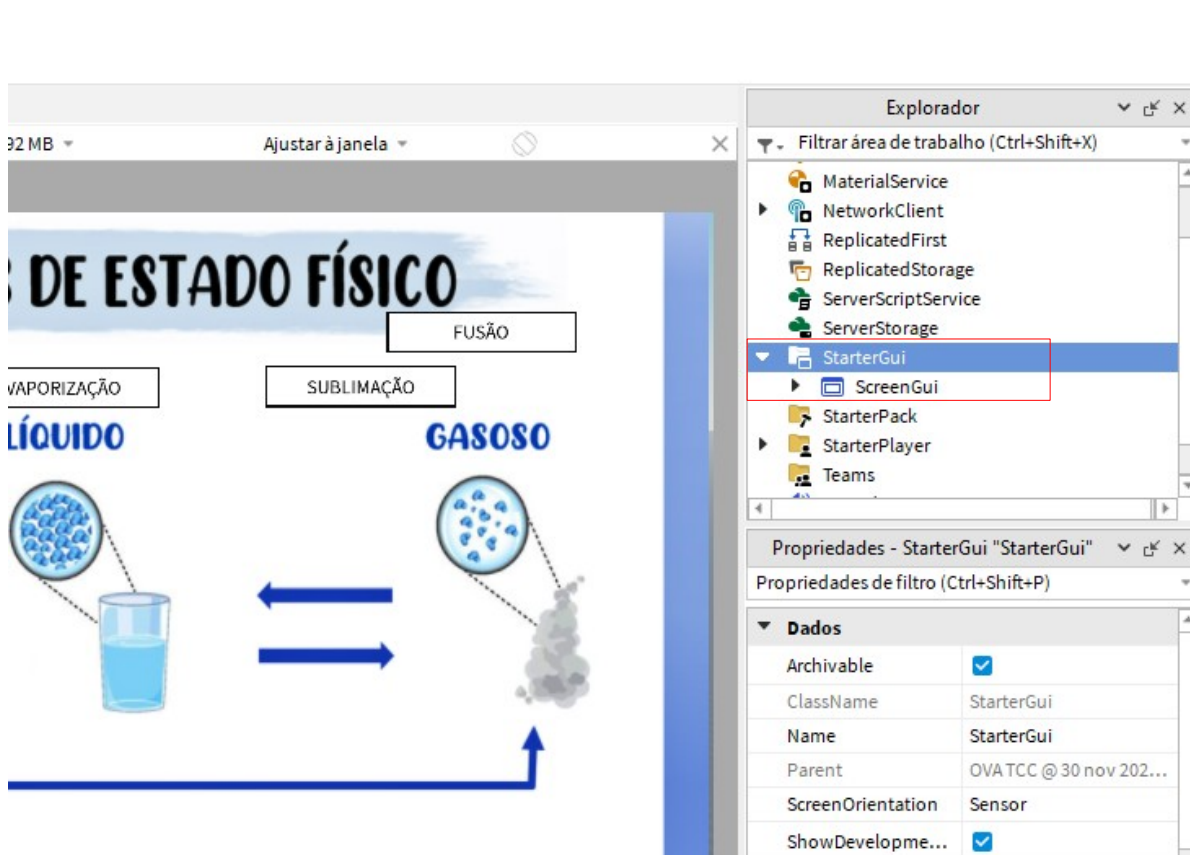 Explorador
92 MB
Ajustar à janela
Filtrar área de trabalho (Ctrl+Shift+X)
MaterialService
NetworkClient
ReplicatedFirst
ReplicatedStorage
ServerScriptService
ServerStorage
StarterGui
ScreenGui
StarterPack
StarterPlayer
Teams
DE ESTADO FÍSICO
FUSÃO
VAPORIZAÇÃO
SUBLIMAÇÃO
LÍQUIDO
GASOSO
Propriedades - StarterGui "StarterGui"
Propriedades de filtro (Ctrl+Shift+P)
Dados
Archivable
ClassName
StarterGui
Name
StarterGui
Parent
OVA TCC @ 30 nov 202...
ScreenOrientation
Sensor
ShowDevelopme...